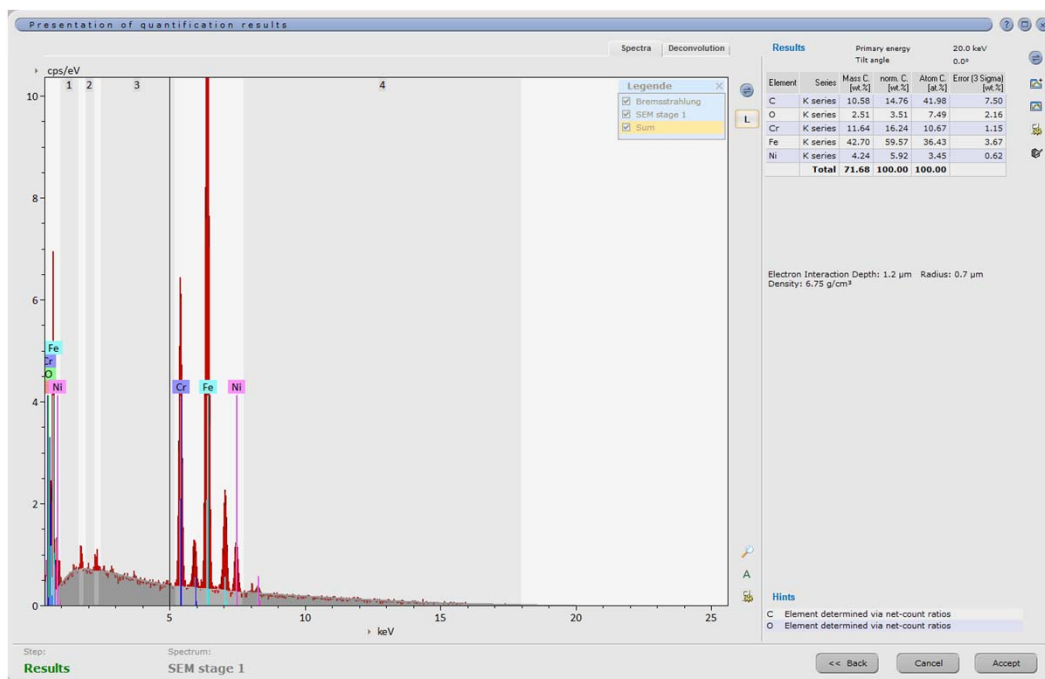 Presentation of quantification results
Spectra Deconvolution
cps/eV
1 2 3 4
Legende
Bremsstrahlung
SEM stage 1
Sum
10
8
6
4
2
0
Fe
Cr
O
Ni
Cr Fe Ni
5 10 15 20 25
keV
L
A
Results Primary energy 20.0 keV
Tilt angle 0.0°
Element Series Mass C. [wt.%] norm. C. [wt.%] Atom C. [at.%] Error (3 Sigma) [wt.%]
C K series 10.58 14.76 41.98 7.50
O K series 2.51 3.51 7.49 2.16
Cr K series 11.64 16.24 10.67 1.15
Fe K series 42.70 59.57 36.43 3.67
Ni K series 4.24 5.92 3.45 0.62
Total 71.68 100.00 100.00
Electron Interaction Depth: 1.2 µm Radius: 0.7 µm
Density: 6.75 g/cm³
Hints
C Element determined via net-count ratios
O Element determined via net-count ratios
Step: Spectrum:
Results SEM stage 1
<< Back Cancel Accept